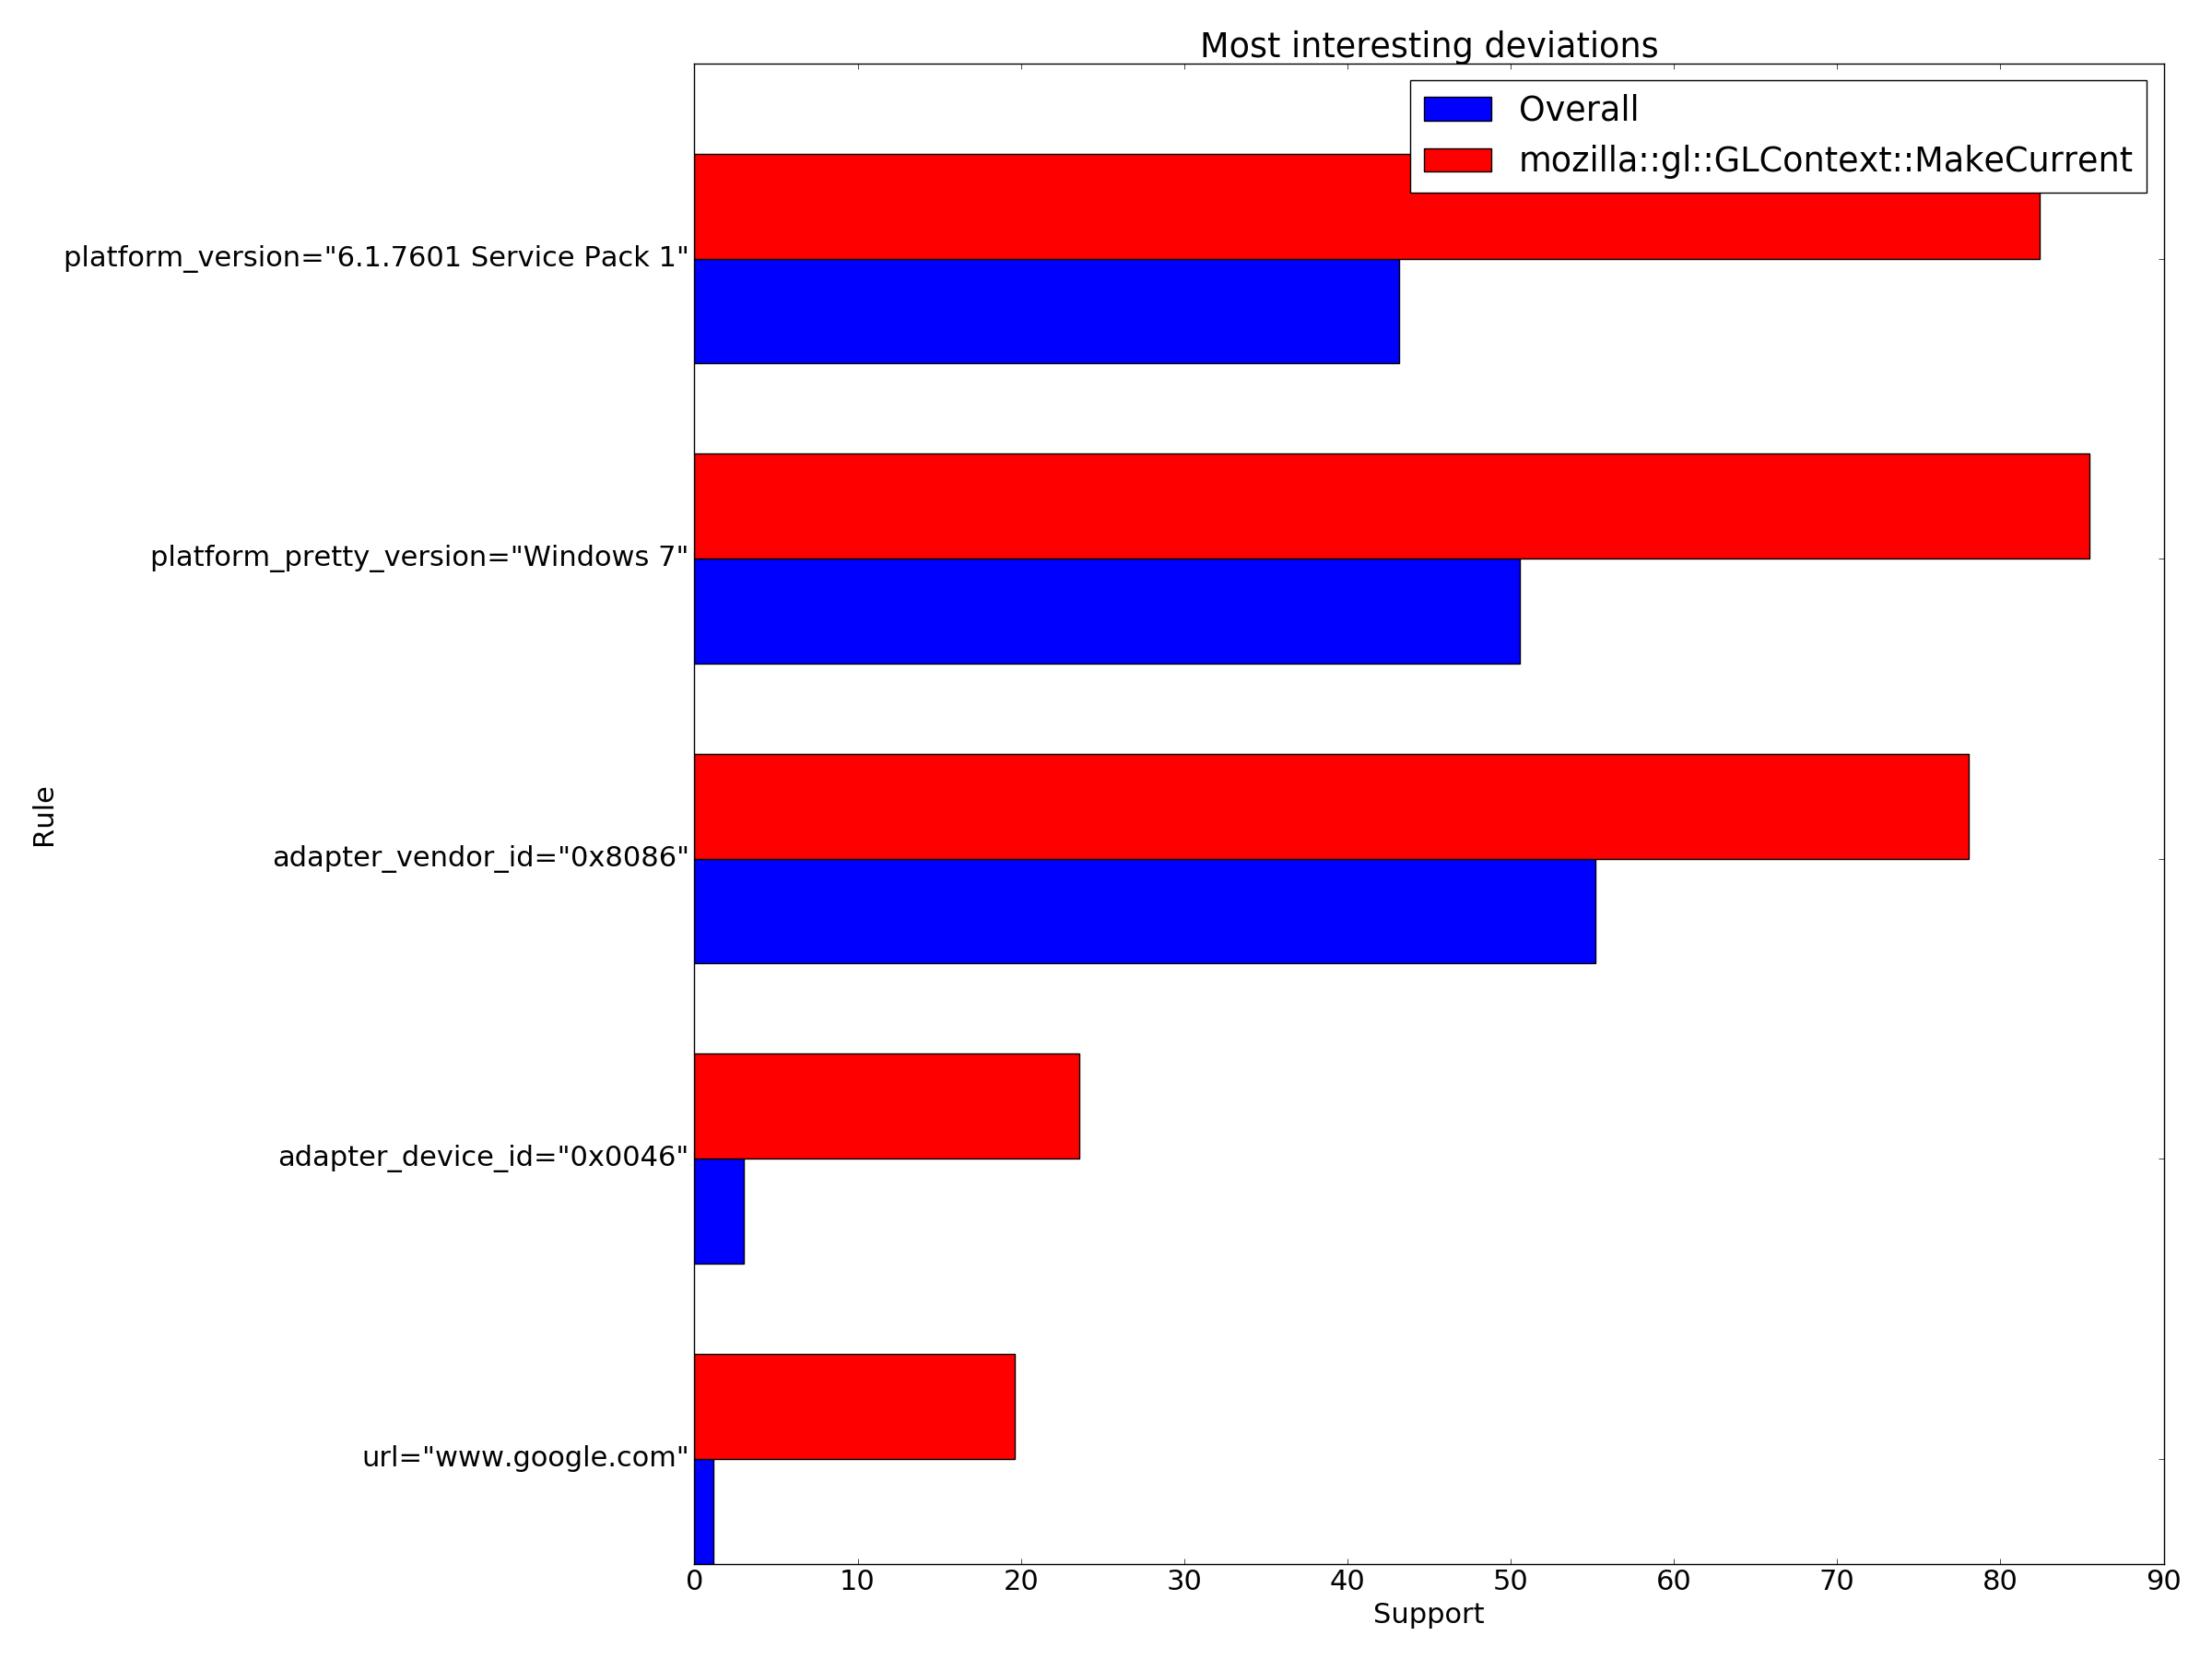 Most interesting deviations
Overall
mozilla::gl::GLContext::MakeCurrent
platform_version="6.1.7601 Service Pack 1"
platform_pretty_version="Windows 7"
Rule
adapter_vendor_id="0x8086"
adapter_device_id="0x0046"
url="www.google.com"
0 10 20 30 40 50 60 70 80 90
Support